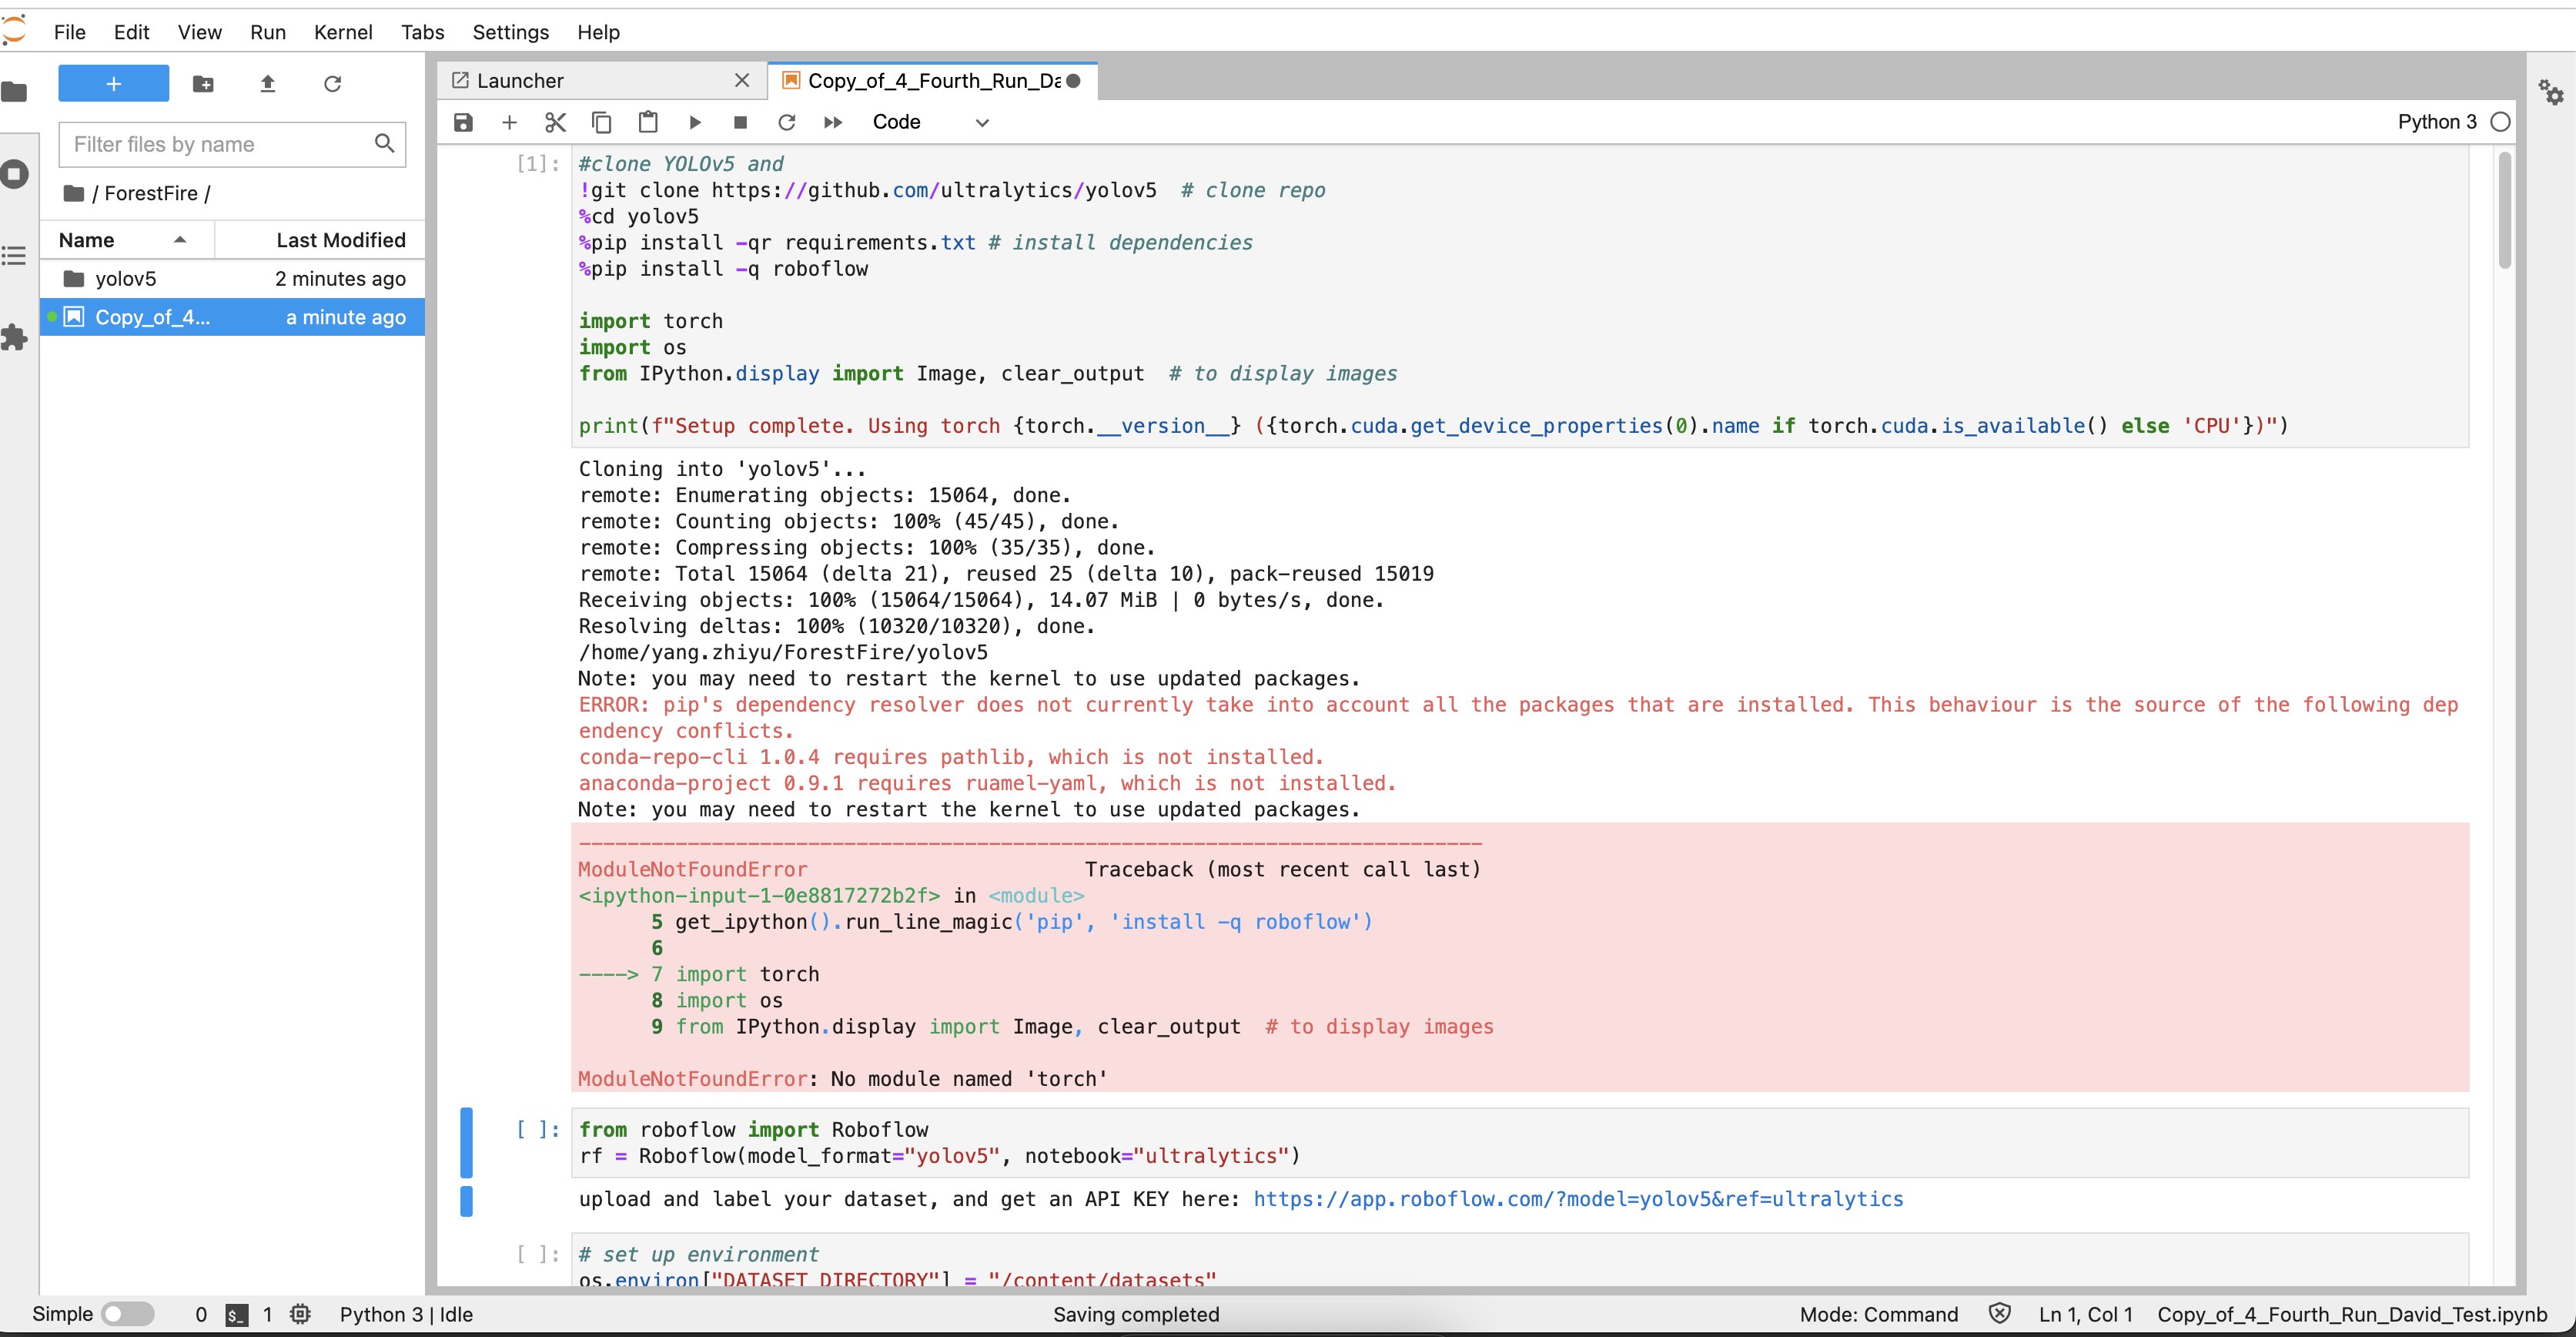 File Edit View Run Kernel Tabs Settings Help
Filter files by name
/ ForestFire /
Name Last Modified
yolov5 2 minutes ago
Copy_of_4... a minute ago
Launcher
Copy_of_4_Fourth_Run_Da
Code
Python 3
[1]:
#clone YOLOv5 and
!git clone https://github.com/ultralytics/yolov5  # clone repo
%cd yolov5
%pip install -qr requirements.txt # install dependencies
%pip install -q roboflow
import torch
import os
from IPython.display import Image, clear_output  # to display images
print(f"Setup complete. Using torch {torch.__version__} ({torch.cuda.get_device_properties(0).name if torch.cuda.is_available() else 'CPU'})")
Cloning into 'yolov5'...
remote: Enumerating objects: 15064, done.
remote: Counting objects: 100% (45/45), done.
remote: Compressing objects: 100% (35/35), done.
remote: Total 15064 (delta 21), reused 25 (delta 10), pack-reused 15019
Receiving objects: 100% (15064/15064), 14.07 MiB | 0 bytes/s, done.
Resolving deltas: 100% (10320/10320), done.
/home/yang.zhiyu/ForestFire/yolov5
Note: you may need to restart the kernel to use updated packages.
ERROR: pip's dependency resolver does not currently take into account all the packages that are installed. This behaviour is the source of the following dep
endency conflicts.
conda-repo-cli 1.0.4 requires pathlib, which is not installed.
anaconda-project 0.9.1 requires ruamel-yaml, which is not installed.
Note: you may need to restart the kernel to use updated packages.
---------------------------------------------------------------------------
ModuleNotFoundError                       Traceback (most recent call last)
<ipython-input-1-0e8817272b2f> in <module>
5 get_ipython().run_line_magic('pip', 'install -q roboflow')
6
----> 7 import torch
8 import os
9 from IPython.display import Image, clear_output  # to display images
ModuleNotFoundError: No module named 'torch'
[ ]:
from roboflow import Roboflow
rf = Roboflow(model_format="yolov5", notebook="ultralytics")
upload and label your dataset, and get an API KEY here: https://app.roboflow.com/?model=yolov5&ref=ultralytics
[ ]:
# set up environment
os.environ["DATASET_DIRECTORY"] = "/content/datasets"
Simple 0 $_ 1 Python 3 | Idle Saving completed Mode: Command Ln 1, Col 1 Copy_of_4_Fourth_Run_David_Test.ipynb